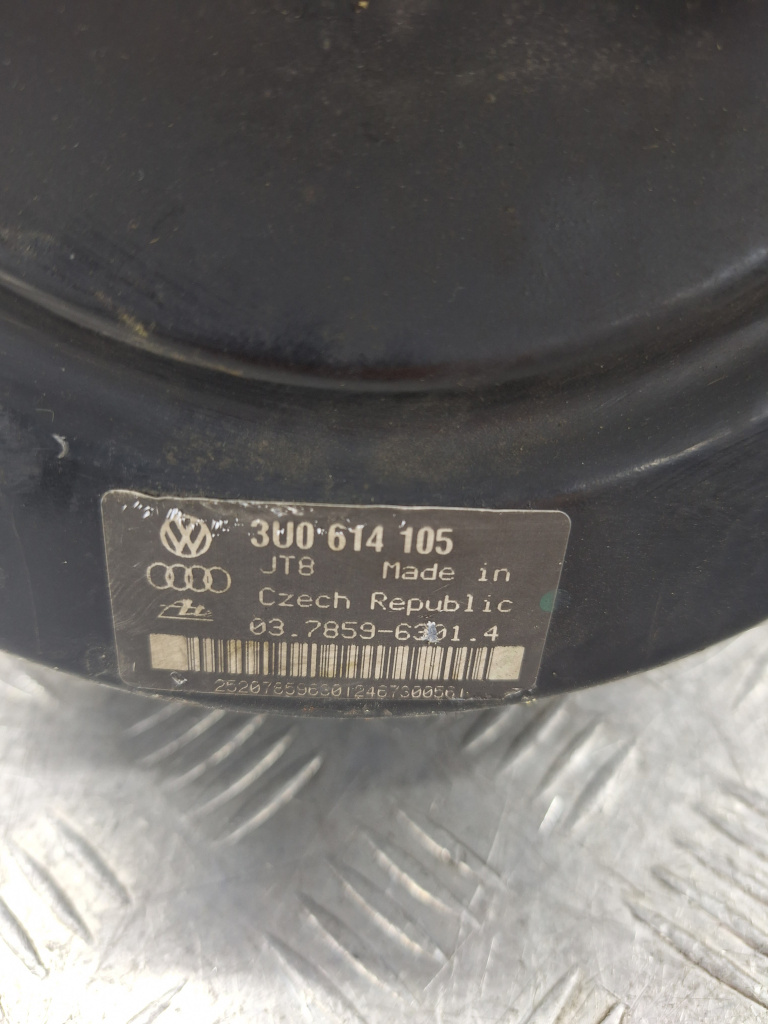 3U0 614 105
JT8 Made in
Czech Republic
03.7859-6301.4